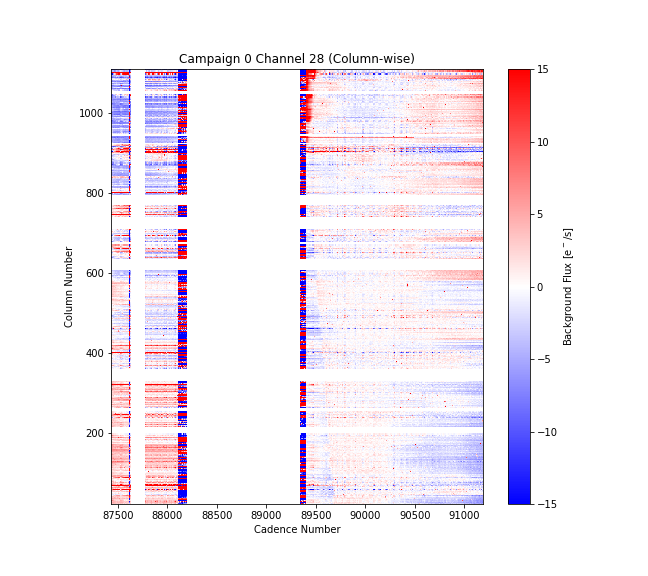 Campaign 0 Channel 28 (Column-wise)
Column Number
1000
800
600
400
200
87500 88000 88500 89000 89500 90000 90500 91000
Cadence Number
15
10
5
0
−5
−10
−15
Background Flux [e⁻/s]